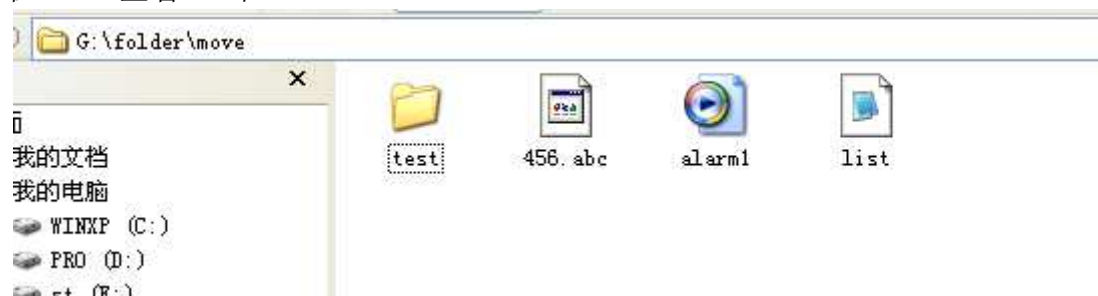 G:\folder\move
我的文档
我的电脑
WINXP (C:)
PRO (D:)
test
456.abc
alarm1
list